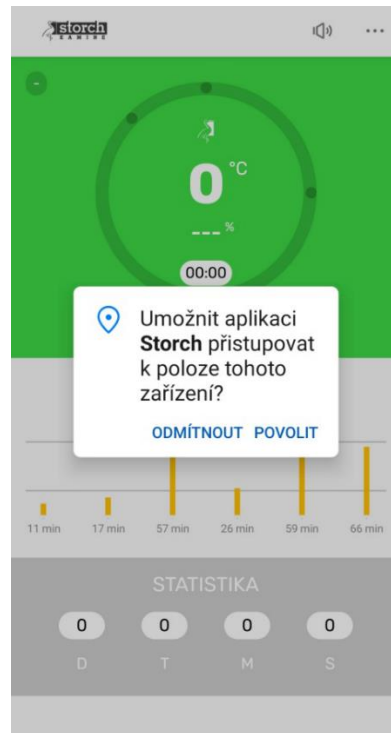 storch
-
0 °C
--- %
00:00
Umožnit aplikaci
Storch přistupovat
k poloze tohoto
zařízení?
ODMÍTNOUT POVOLIT
11 min 17 min 57 min 26 min 59 min 66 min
STATISTIKA
0 0 0 0
D T M S